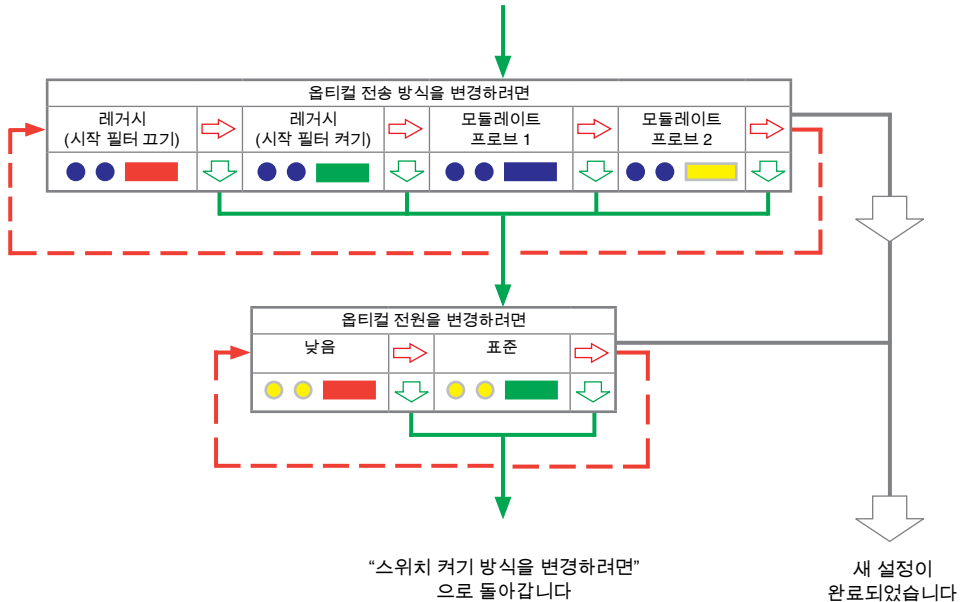 옵티컬 전송 방식을 변경하려면
레거시
(시작 필터 끄기)
레거시
(시작 필터 켜기)
모듈레이트
프로브 1
모듈레이트
프로브 2
옵티컬 전원을 변경하려면
낮음
표준
“스위치 켜기 방식을 변경하려면”
으로 돌아갑니다
새 설정이
완료되었습니다